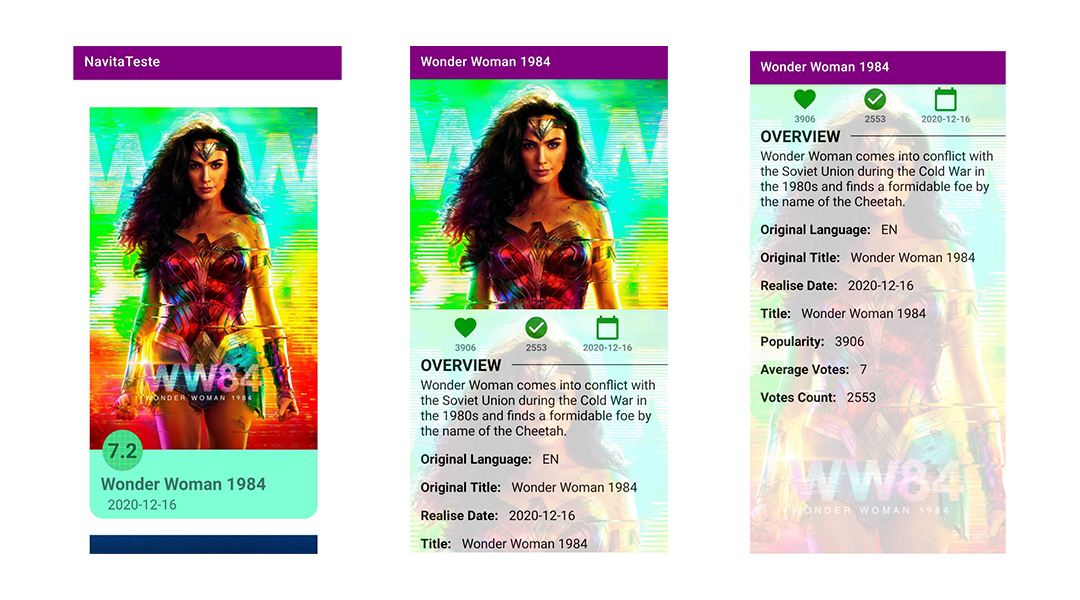 NavitaTeste
WW
WW84
WONDER WOMAN 1984
7.2
Wonder Woman 1984
2020-12-16
Wonder Woman 1984
WW
3906
2553
2020-12-16
OVERVIEW
Wonder Woman comes into conflict with
the Soviet Union during the Cold War in
the 1980s and finds a formidable foe by
the name of the Cheetah.
Original Language: EN
Original Title: Wonder Woman 1984
Realise Date: 2020-12-16
Title: Wonder Woman 1984
Wonder Woman 1984
3906
2553
2020-12-16
OVERVIEW
Wonder Woman comes into conflict with
the Soviet Union during the Cold War in
the 1980s and finds a formidable foe by
the name of the Cheetah.
Original Language: EN
Original Title: Wonder Woman 1984
Realise Date: 2020-12-16
Title: Wonder Woman 1984
Popularity: 3906
Average Votes: 7
Votes Count: 2553
WW84
WONDER WOMAN 1984